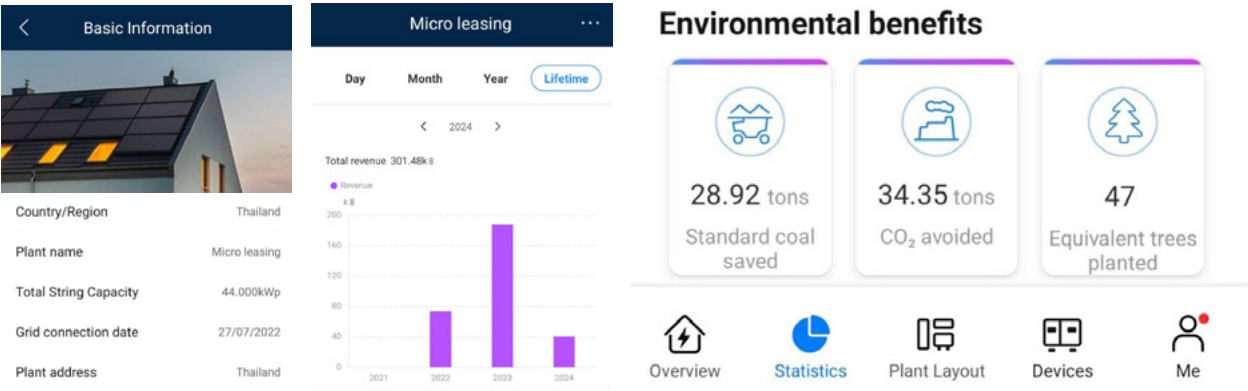 Basic Information
Country/Region Thailand
Plant name Micro leasing
Total String Capacity 44.000kWp
Grid connection date 27/07/2022
Plant address Thailand
Micro leasing
Day Month Year Lifetime
2024
Total revenue 301.48k฿
Revenue
k฿
200
160
120
80
40
0
2021 2022 2023 2024
Environmental benefits
28.92 tons
Standard coal
saved
34.35 tons
CO₂ avoided
47
Equivalent trees
planted
Overview Statistics Plant Layout Devices Me